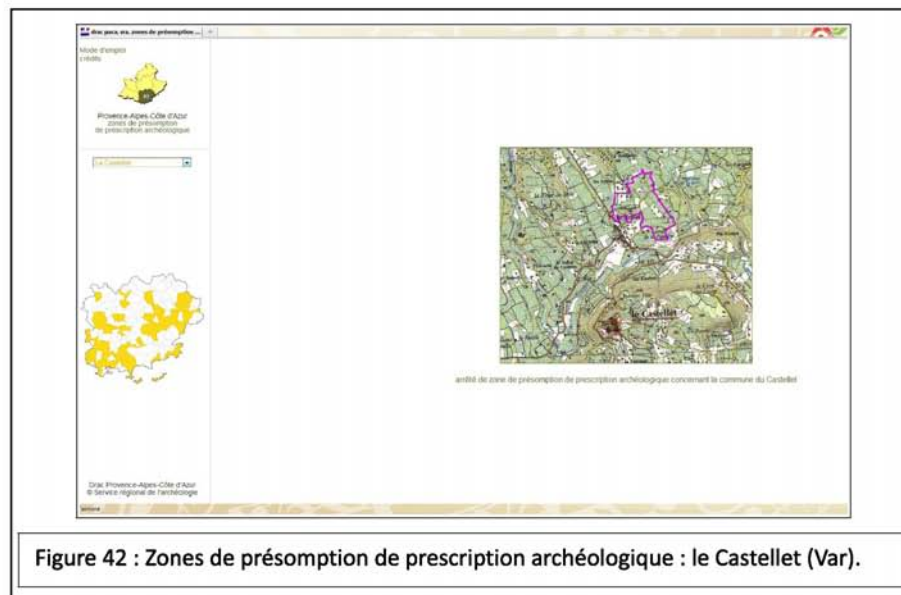 drac paca, sra, zones de présomption ...
Mode d'emploi
crédits
Provence-Alpes-Côte d'Azur
zones de présomption
de prescription archéologique
Le Castellet
le Castellet
arrêté de zone de présomption de prescription archéologique concernant la commune du Castellet
Drac Provence-Alpes-Côte d'Azur
© Service régional de l'archéologie
Figure 42 : Zones de présomption de prescription archéologique : le Castellet (Var).